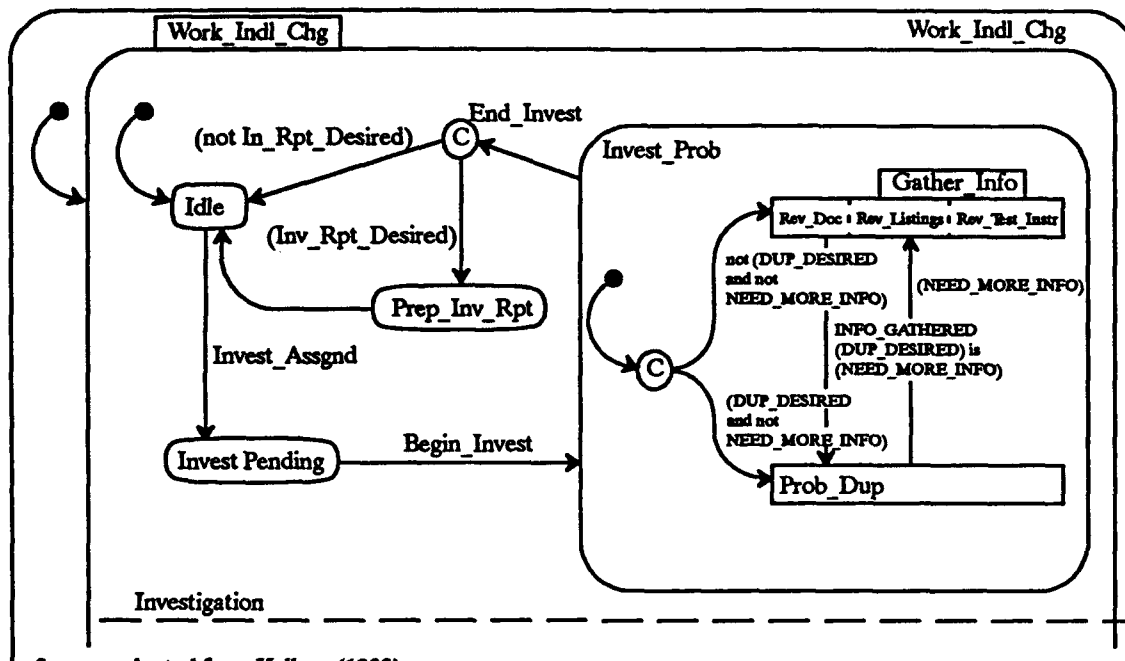 Work_Indl_Chg
Work_Indl_Chg
End_Invest
C
(not In_Rpt_Desired)
Invest_Prob
Gather_Info
Idle
Rev_Doc
Rev_Listings
Rev_Test_Instr
(Inv_Rpt_Desired)
not (DUP_DESIRED
and not
NEED_MORE_INFO)
(NEED_MORE_INFO)
Prep_Inv_Rpt
INFO_GATHERED
(DUP_DESIRED) is
(NEED_MORE_INFO)
Invest_Assgnd
C
(DUP_DESIRED
and not
NEED_MORE_INFO)
Begin_Invest
Invest Pending
Prob_Dup
Investigation